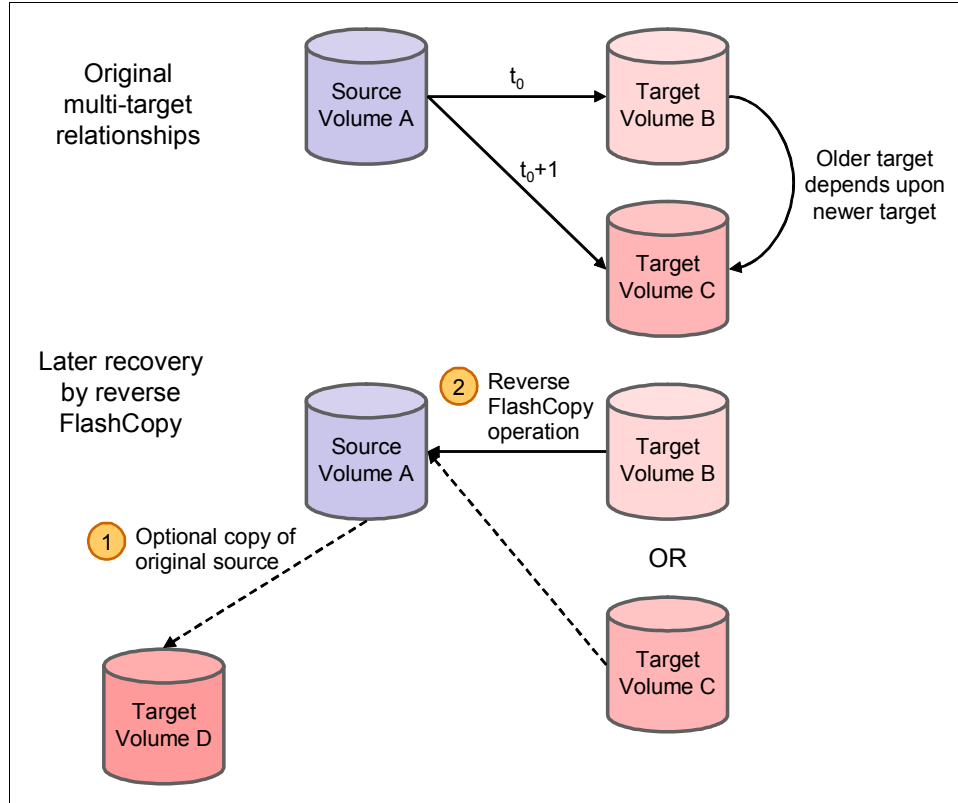 Original
multi-target
relationships
Source
Volume A
t0
Target
Volume B
t0+1
Older target
depends upon
newer target
Target
Volume C
Later recovery
by reverse
FlashCopy
2
Reverse
FlashCopy
operation
Source
Volume A
Target
Volume B
1
Optional copy of
original source
OR
Target
Volume C
Target
Volume D